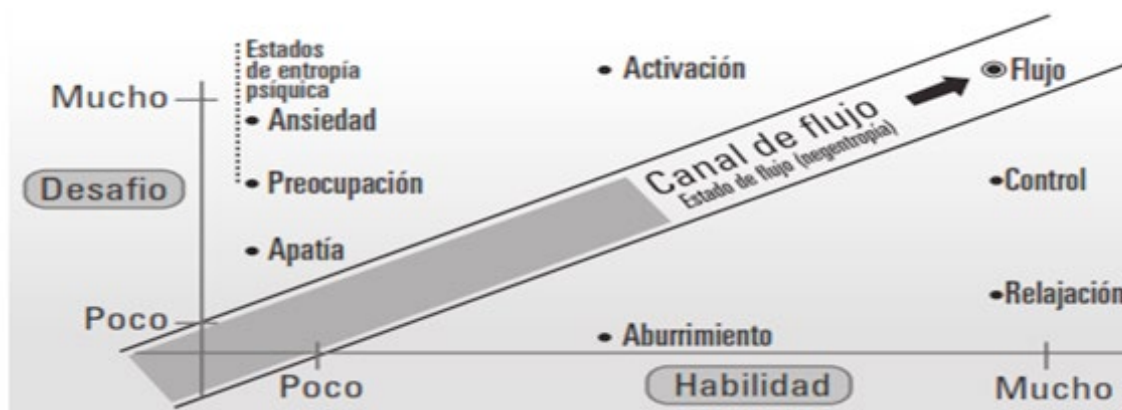 Estados
de entropía
psíquica
Mucho
Ansiedad
Desafio
Preocupación
Apatía
Poco
Activación
Flujo
Canal de flujo
Estado de flujo (negentropía)
Control
Relajación
Aburrimiento
Poco
Habilidad
Mucho